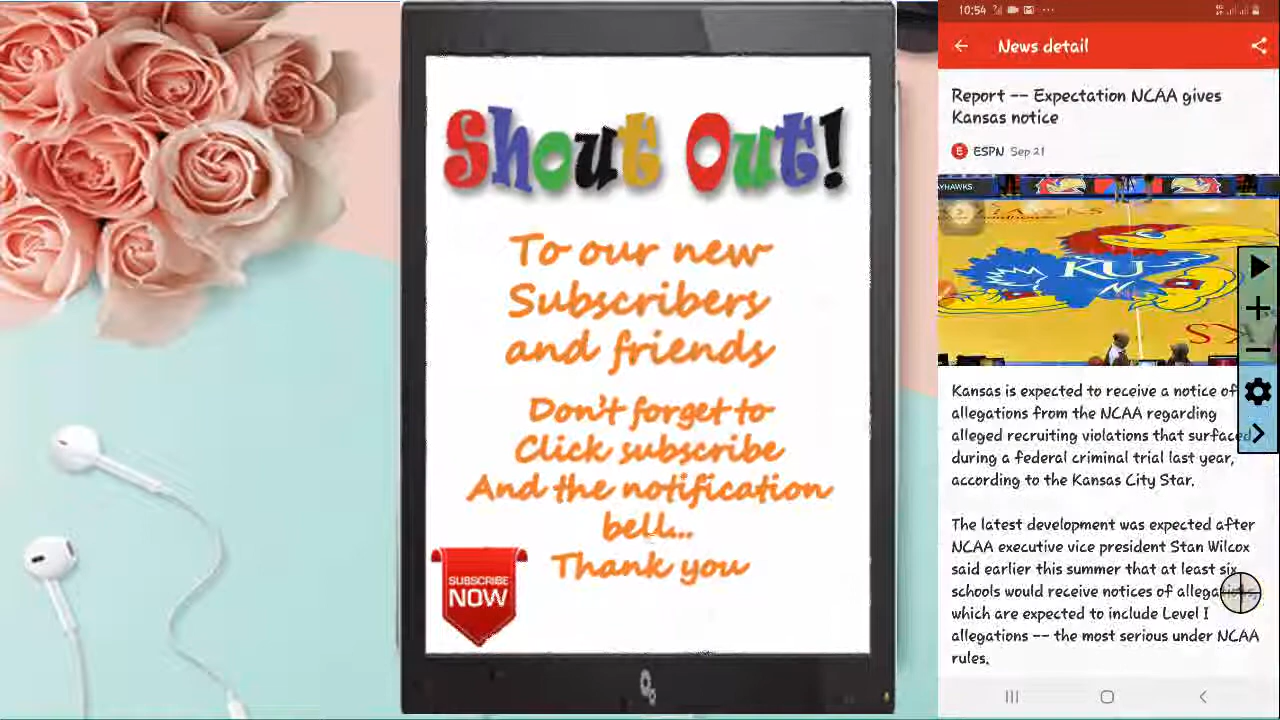 Shout Out!
To our new
Subscribers
and friends
Don't forget to
Click subscribe
And the notification
bell...
Thank you
SUBSCRIBE
NOW
10:54
News detail
Report -- Expectation NCAA gives
Kansas notice
E ESPN Sep 21
AYHAWKS
KU
Kansas is expected to receive a notice of
allegations from the NCAA regarding
alleged recruiting violations that surfaced
during a federal criminal trial last year,
according to the Kansas City Star.
The latest development was expected after
NCAA executive vice president Stan Wilcox
said earlier this summer that at least six
schools would receive notices of allegations,
which are expected to include Level I
allegations -- the most serious under NCAA
rules.